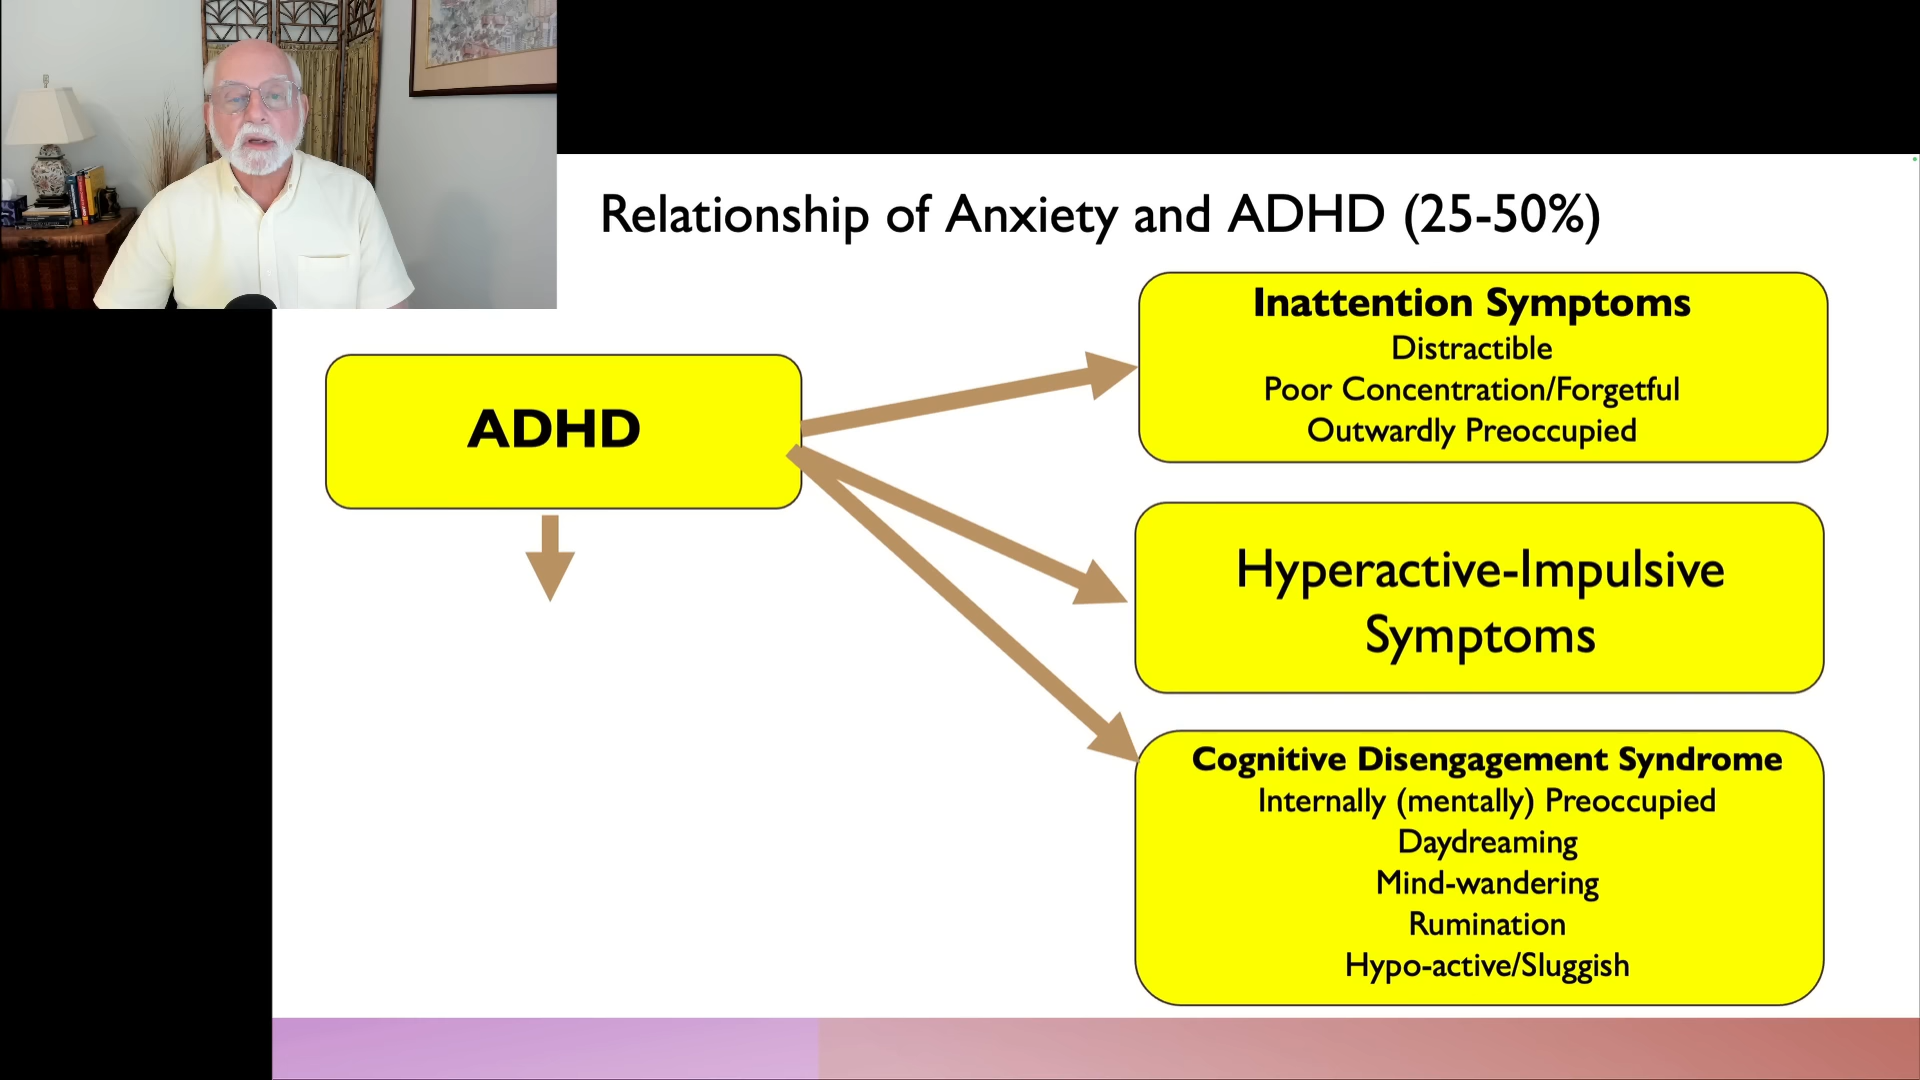 Relationship of Anxiety and ADHD (25-50%)
ADHD
Inattention Symptoms
Distractible
Poor Concentration/Forgetful
Outwardly Preoccupied
Hyperactive-Impulsive
Symptoms
Cognitive Disengagement Syndrome
Internally (mentally) Preoccupied
Daydreaming
Mind-wandering
Rumination
Hypo-active/Sluggish